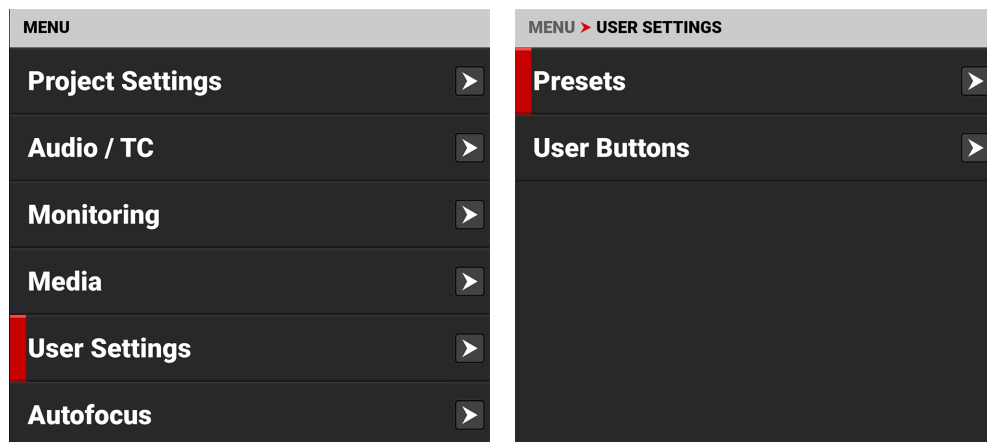 MENU
Project Settings
Audio / TC
Monitoring
Media
User Settings
Autofocus
MENU ➤ USER SETTINGS
Presets
User Buttons